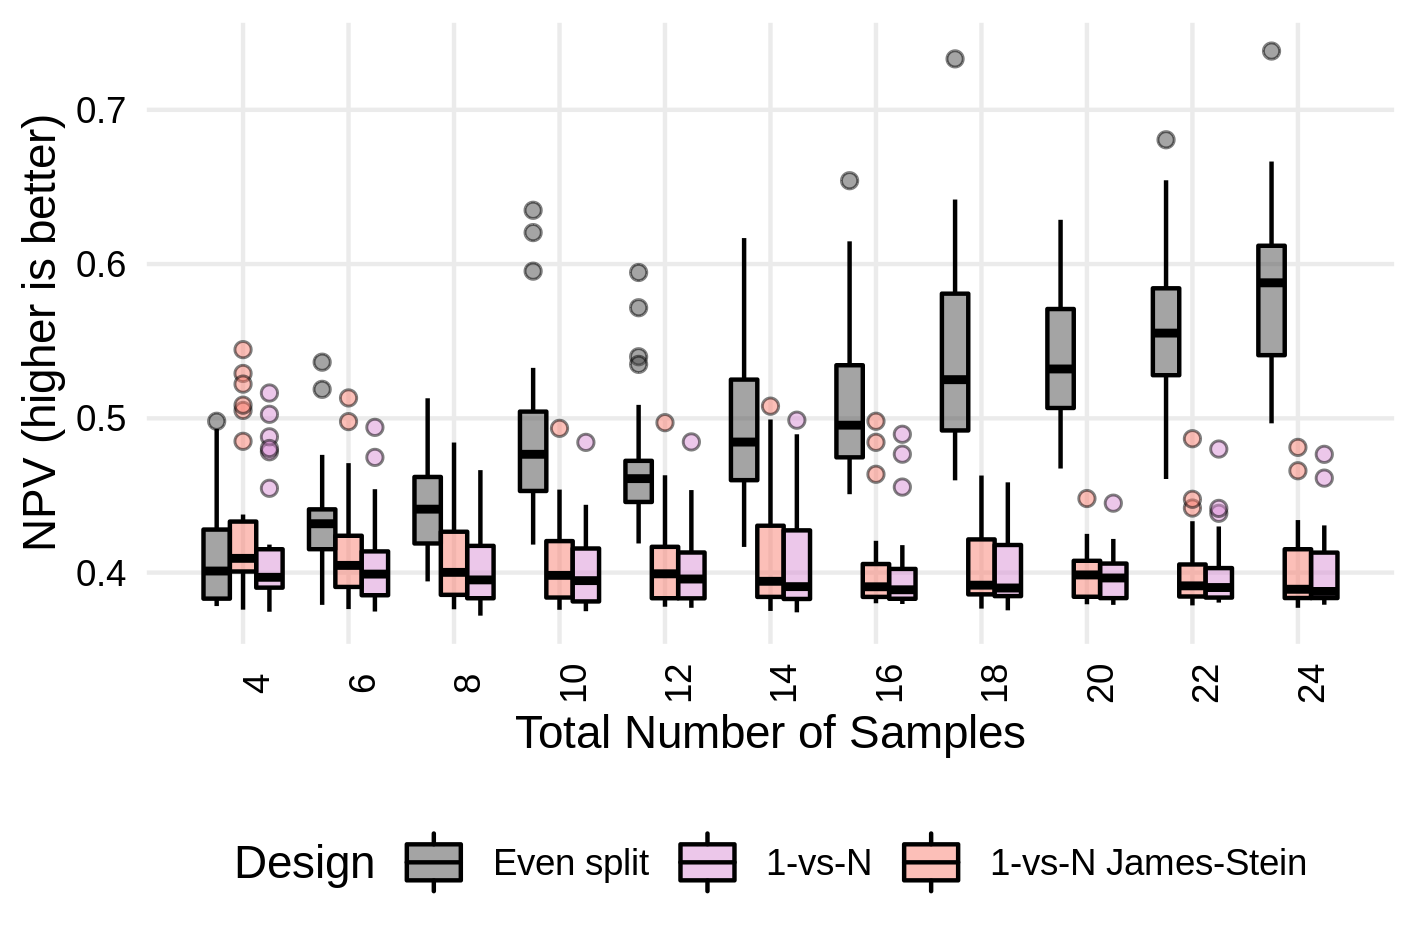 NPV (higher is better)
0.7
0.6
0.5
0.4
4 6 8 10 12 14 16 18 20 22 24
Total Number of Samples
Design Even split 1-vs-N 1-vs-N James-Stein